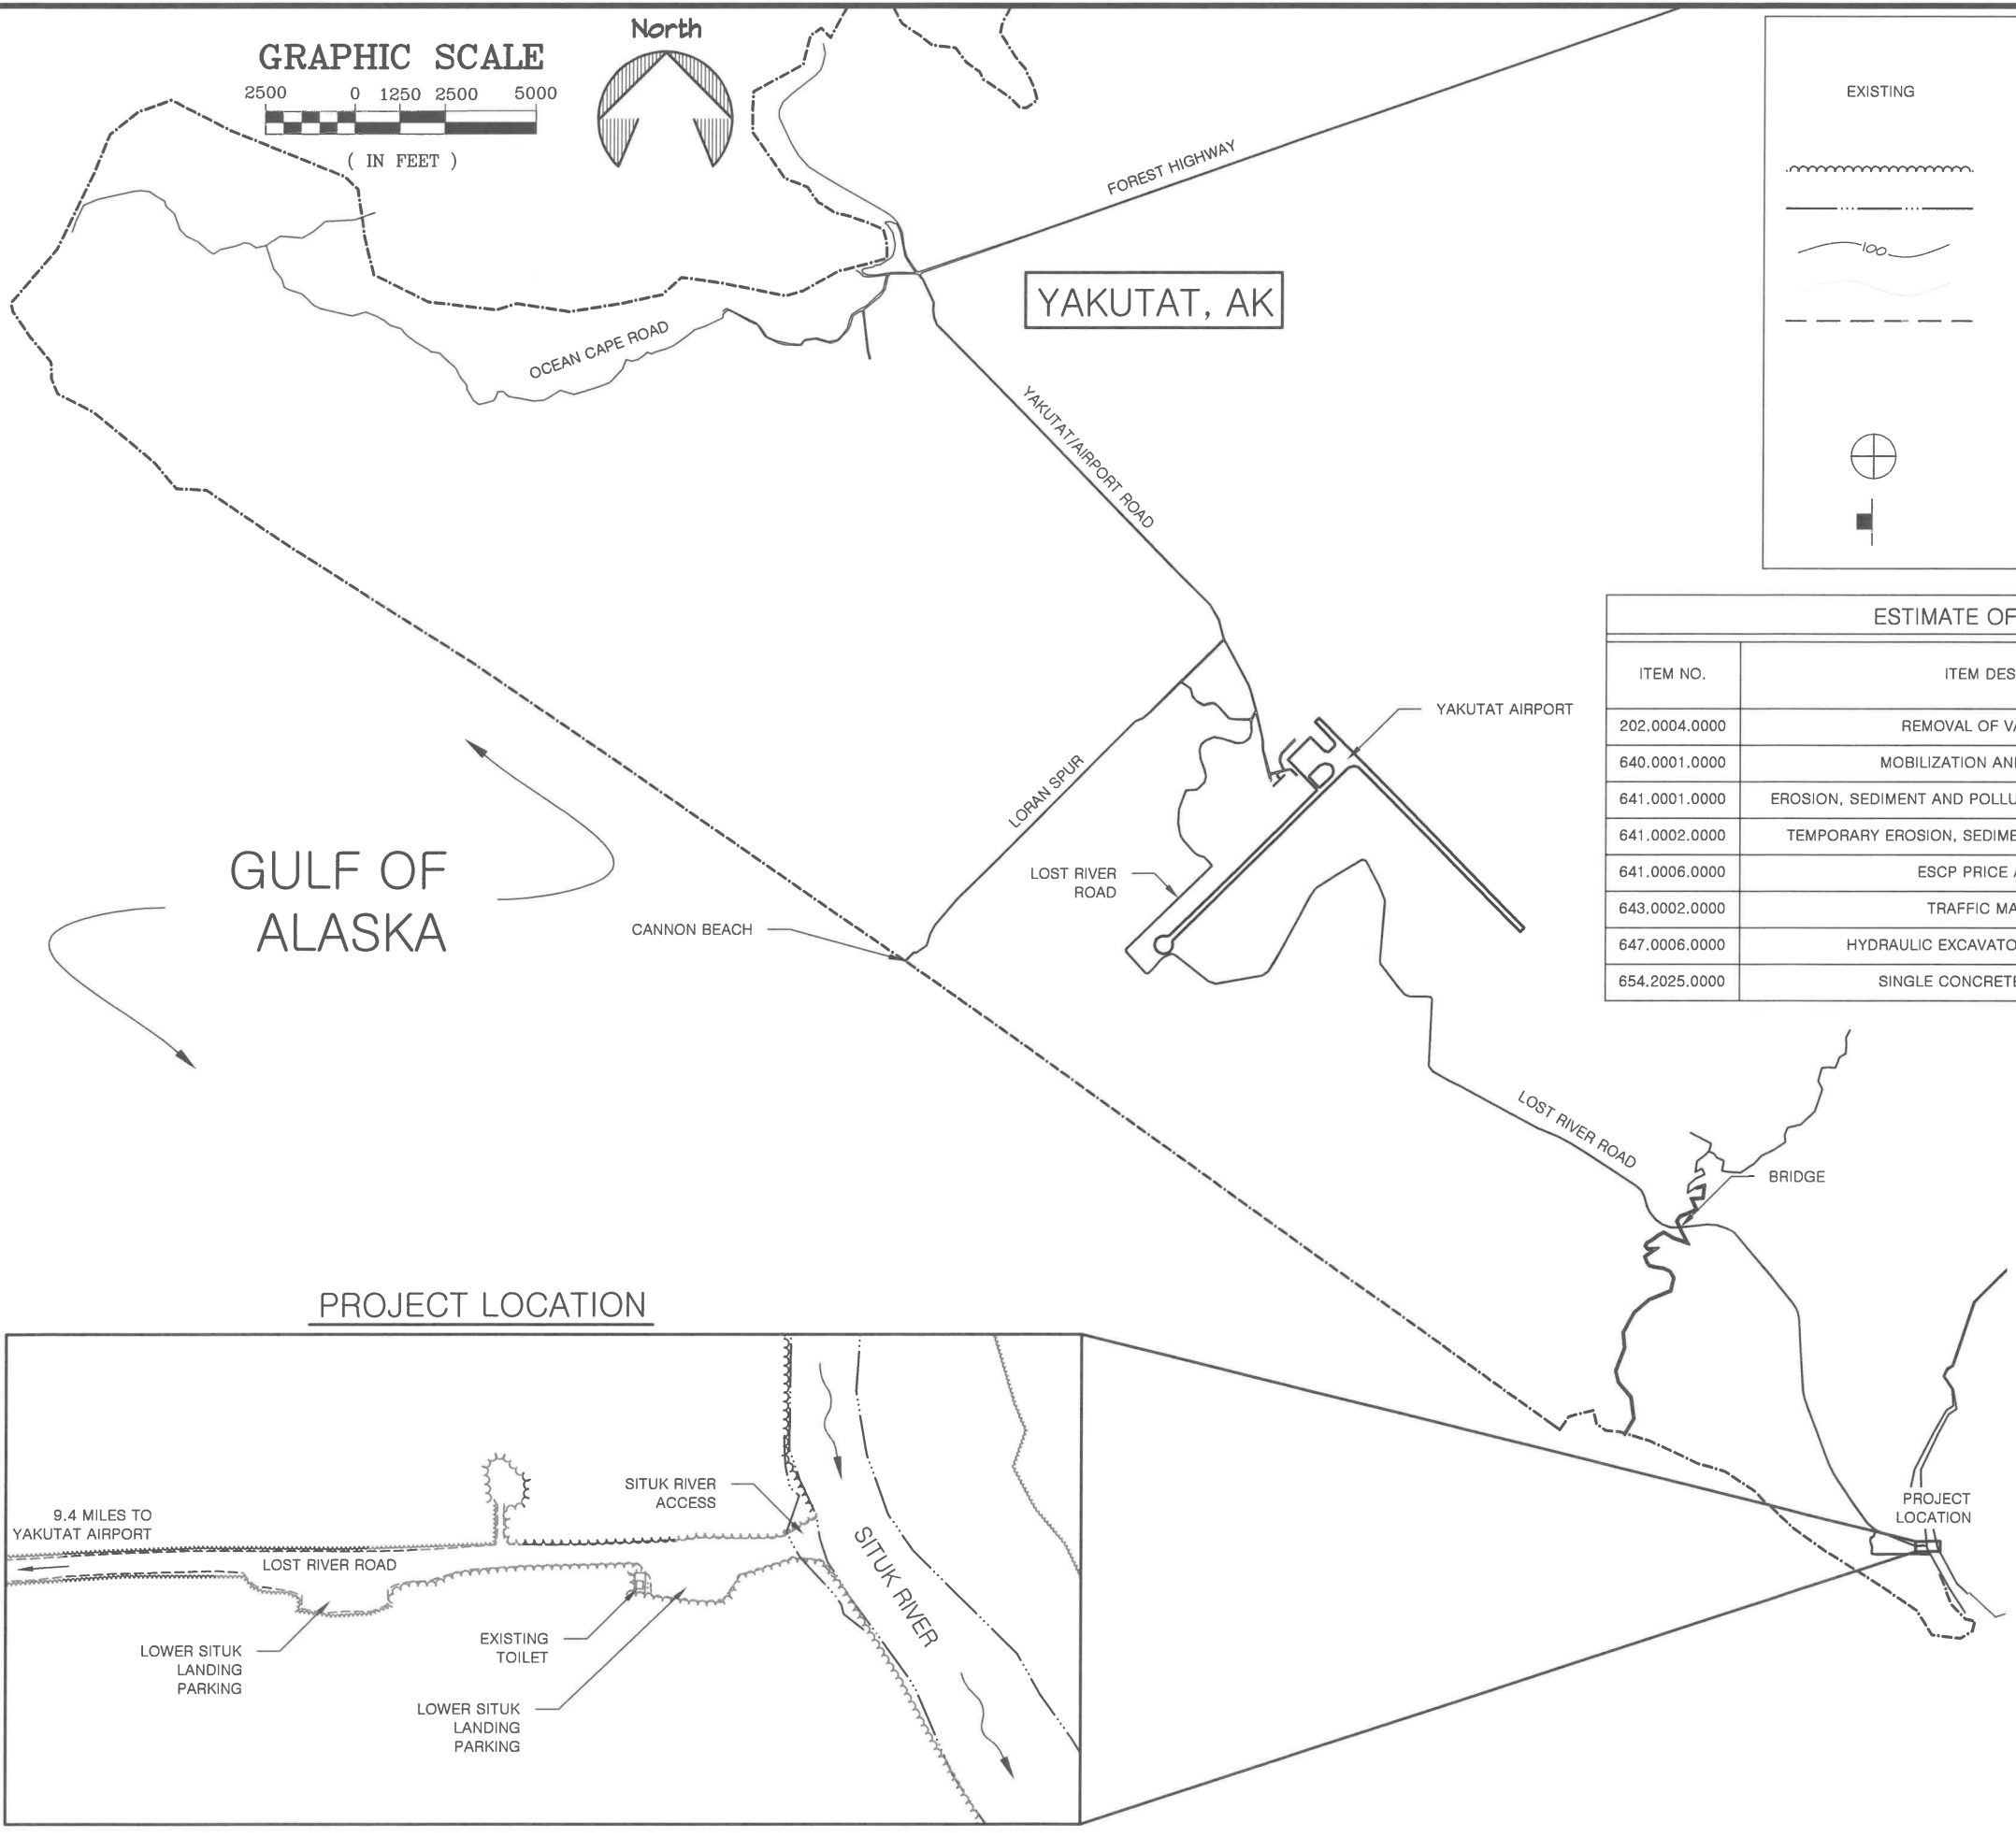 North
GRAPHIC SCALE
2500 0 1250 2500 5000
( IN FEET )
EXISTING
100
FOREST HIGHWAY
YAKUTAT, AK
OCEAN CAPE ROAD
YAKUTAT/AIRPORT ROAD
ESTIMATE OF
ITEM NO. ITEM DES
202.0004.0000 REMOVAL OF VA
640.0001.0000 MOBILIZATION AN
641.0001.0000 EROSION, SEDIMENT AND POLLU
641.0002.0000 TEMPORARY EROSION, SEDIME
641.0006.0000 ESCP PRICE A
643.0002.0000 TRAFFIC MA
647.0006.0000 HYDRAULIC EXCAVATO
654.2025.0000 SINGLE CONCRETE
YAKUTAT AIRPORT
LORAN SPUR
LOST RIVER
ROAD
GULF OF
ALASKA
CANNON BEACH
LOST RIVER ROAD
BRIDGE
PROJECT
LOCATION
PROJECT LOCATION
9.4 MILES TO
YAKUTAT AIRPORT
LOST RIVER ROAD
SITUK RIVER
ACCESS
SITUK RIVER
LOWER SITUK
LANDING
PARKING
EXISTING
TOILET
LOWER SITUK
LANDING
PARKING